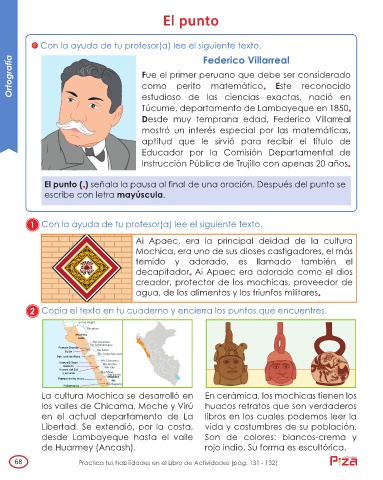 El punto
Ortografía
Con la ayuda de tu profesor(a) lee el siguiente texto.
Federico Villarreal
Fue el primer peruano que debe ser considerado
como perito matemático. Este reconocido
estudioso de las ciencias exactas, nació en
Túcume, departamento de Lambayeque en 1850.
Desde muy temprana edad, Federico Villarreal
mostró un interés especial por las matemáticas,
aptitud que le sirvió para recibir el título de
Educador por la Comisión Departamental de
Instrucción Pública de Trujillo con apenas 20 años.
El punto (.) señala la pausa al final de una oración. Después del punto se
escribe con letra mayúscula.
1 Con la ayuda de tu profesor(a) lee el siguiente texto.
Ai Apaec, era la principal deidad de la cultura
Mochica, era uno de sus dioses castigadores, el más
temido y adorado, es llamado también el
decapitador. Ai Apaec era adorado como el dios
creador, protector de los mochicas, proveedor de
agua, de los alimentos y los triunfos militares.
2 Copia el texto en tu cuaderno y encierra los puntos que encuentres.
La cultura Mochica se desarrolló en
los valles de Chicama, Moche y Virú
en el actual departamento de La
Libertad. Se extendió, por la costa,
desde Lambayeque hasta el valle
de Huarmey (Ancash).
En cerámica, los mochicas tienen los
huacos retratos que son verdaderos
libros en los cuales podemos leer la
vida y costumbres de su población.
Son de colores: blancos-crema y
rojo indio. Su forma es escultórica.
68
Practica tus habilidades en el Libro de Actividades (pág. 131 - 132)